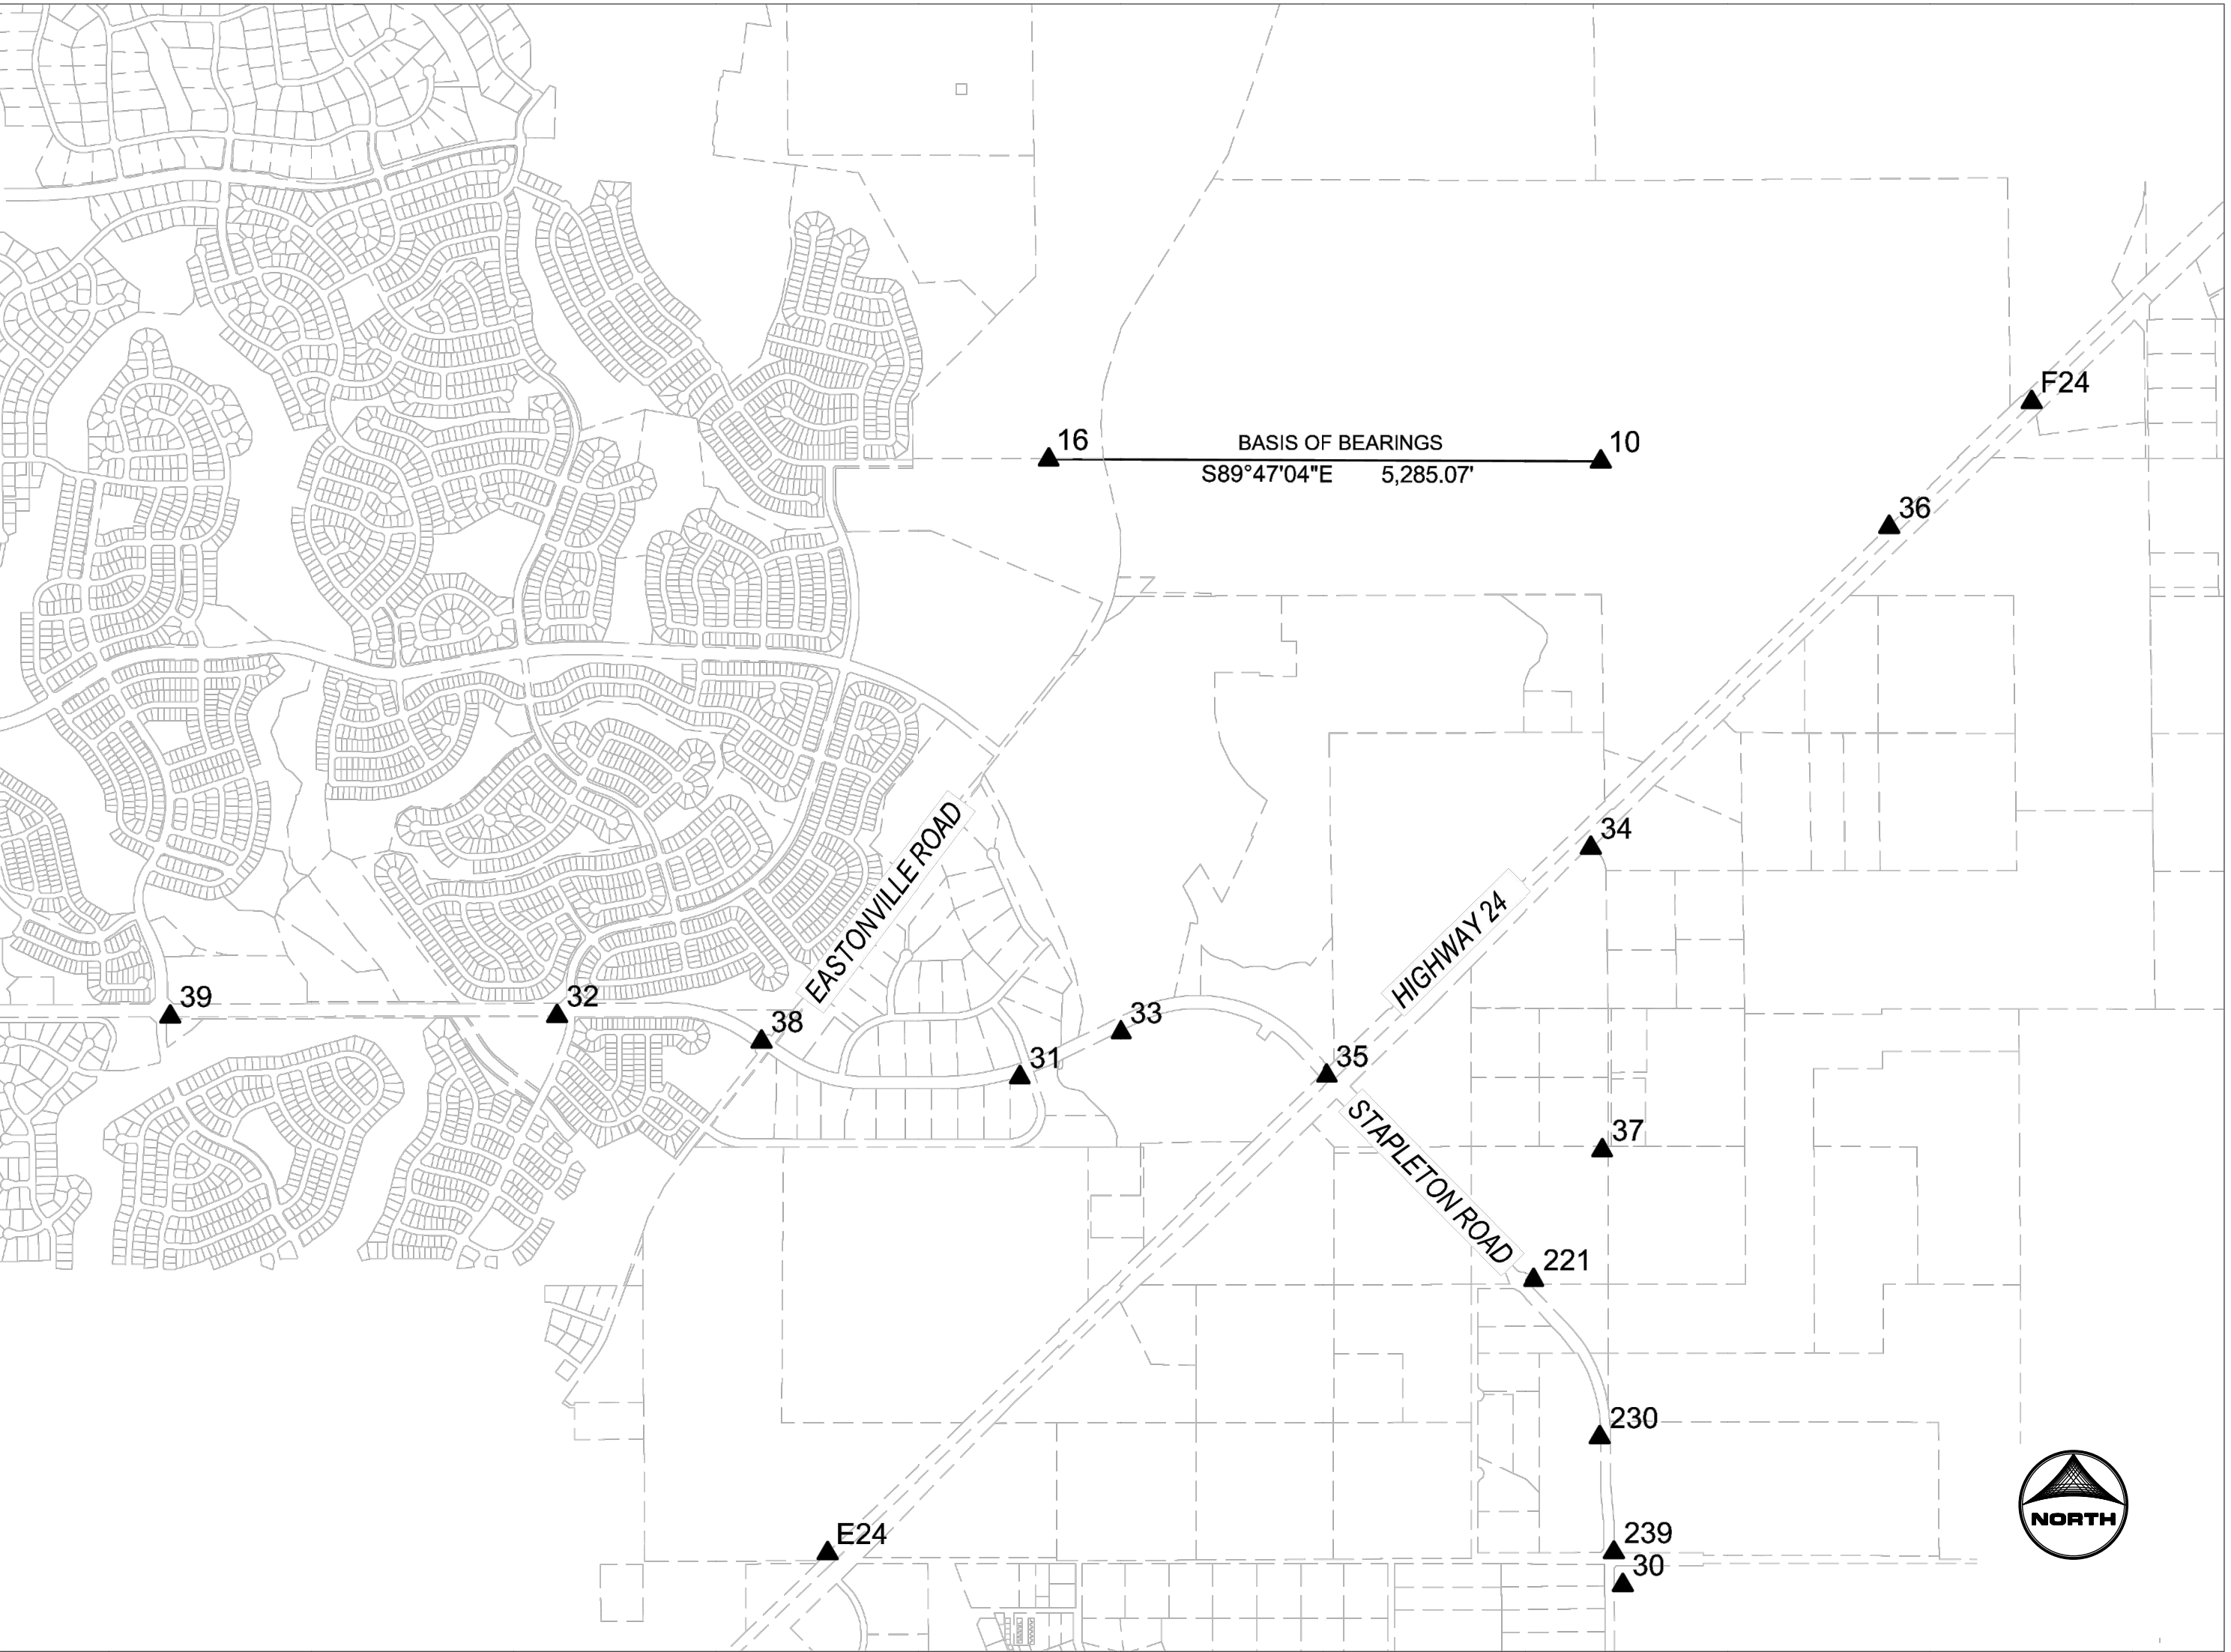 F24
16
BASIS OF BEARINGS
10
S89°47'04"E 5,285.07'
36
34
EASTONVILLE ROAD
HIGHWAY 24
39
32
38
33
31
35
STAPLETON ROAD
37
221
230
NORTH
E24
239
30